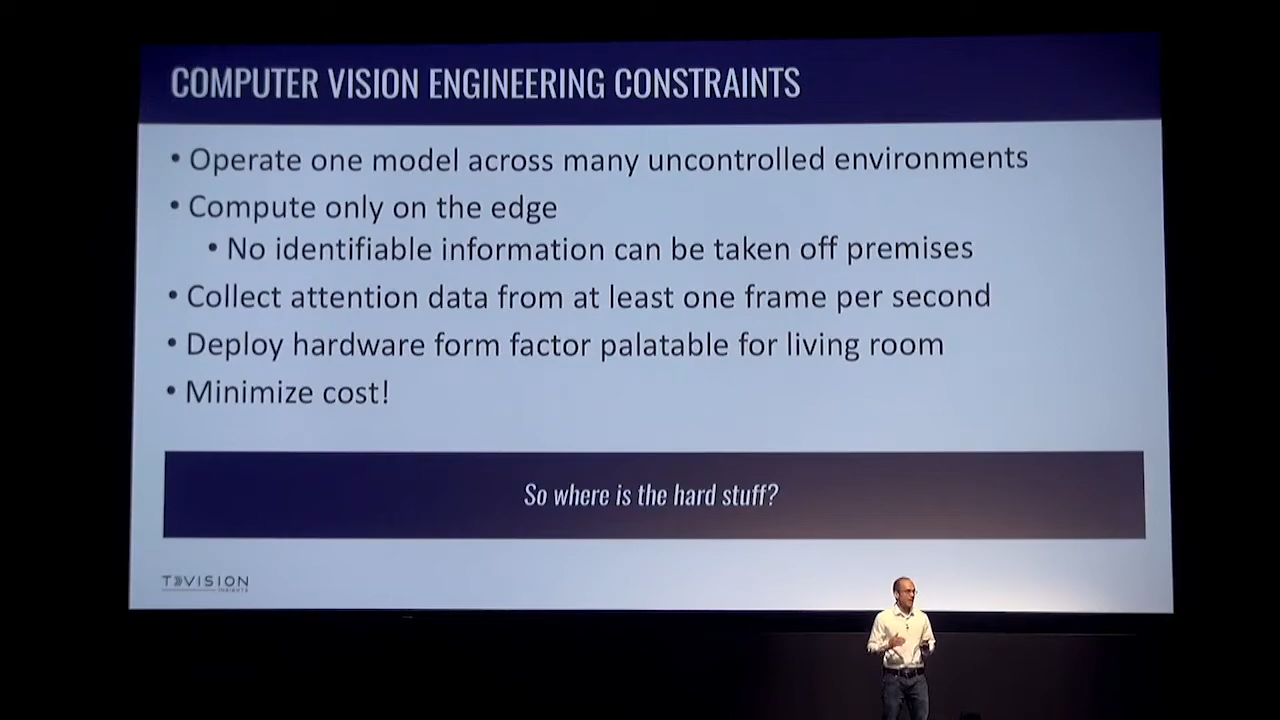 COMPUTER VISION ENGINEERING CONSTRAINTS
• Operate one model across many uncontrolled environments
• Compute only on the edge
• No identifiable information can be taken off premises
• Collect attention data from at least one frame per second
• Deploy hardware form factor palatable for living room
• Minimize cost!
So where is the hard stuff?
TVISION
INSIGHTS